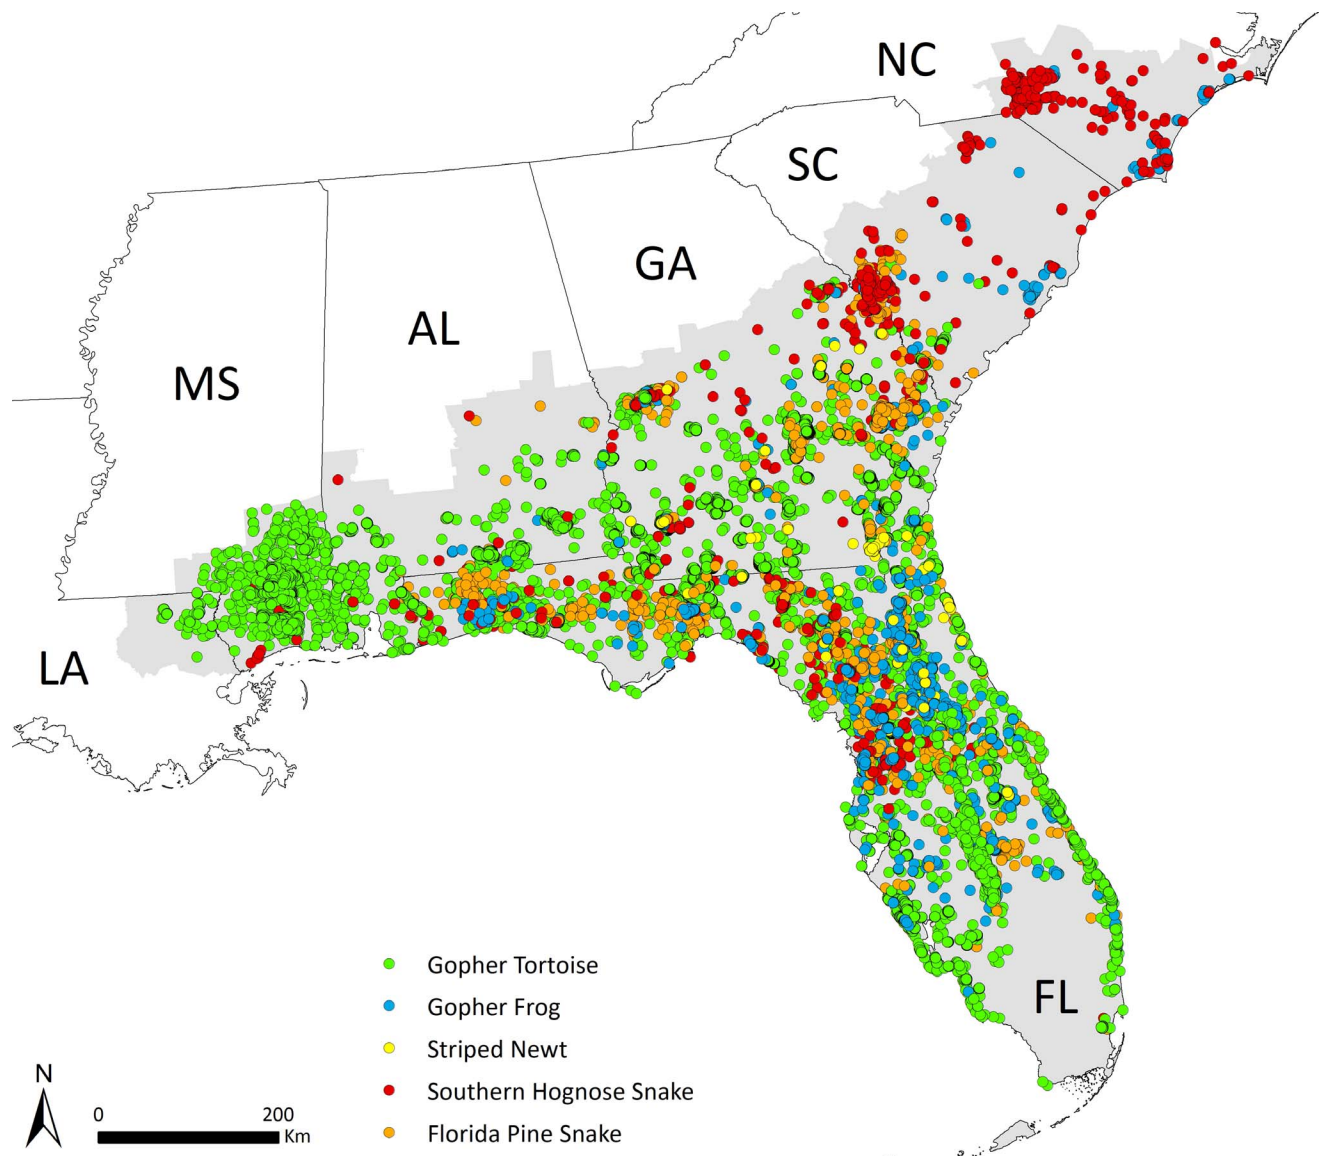 NC
SC
GA
AL
MS
LA
FL
Gopher Tortoise
Gopher Frog
Striped Newt
Southern Hognose Snake
Florida Pine Snake
N
0 200
Km